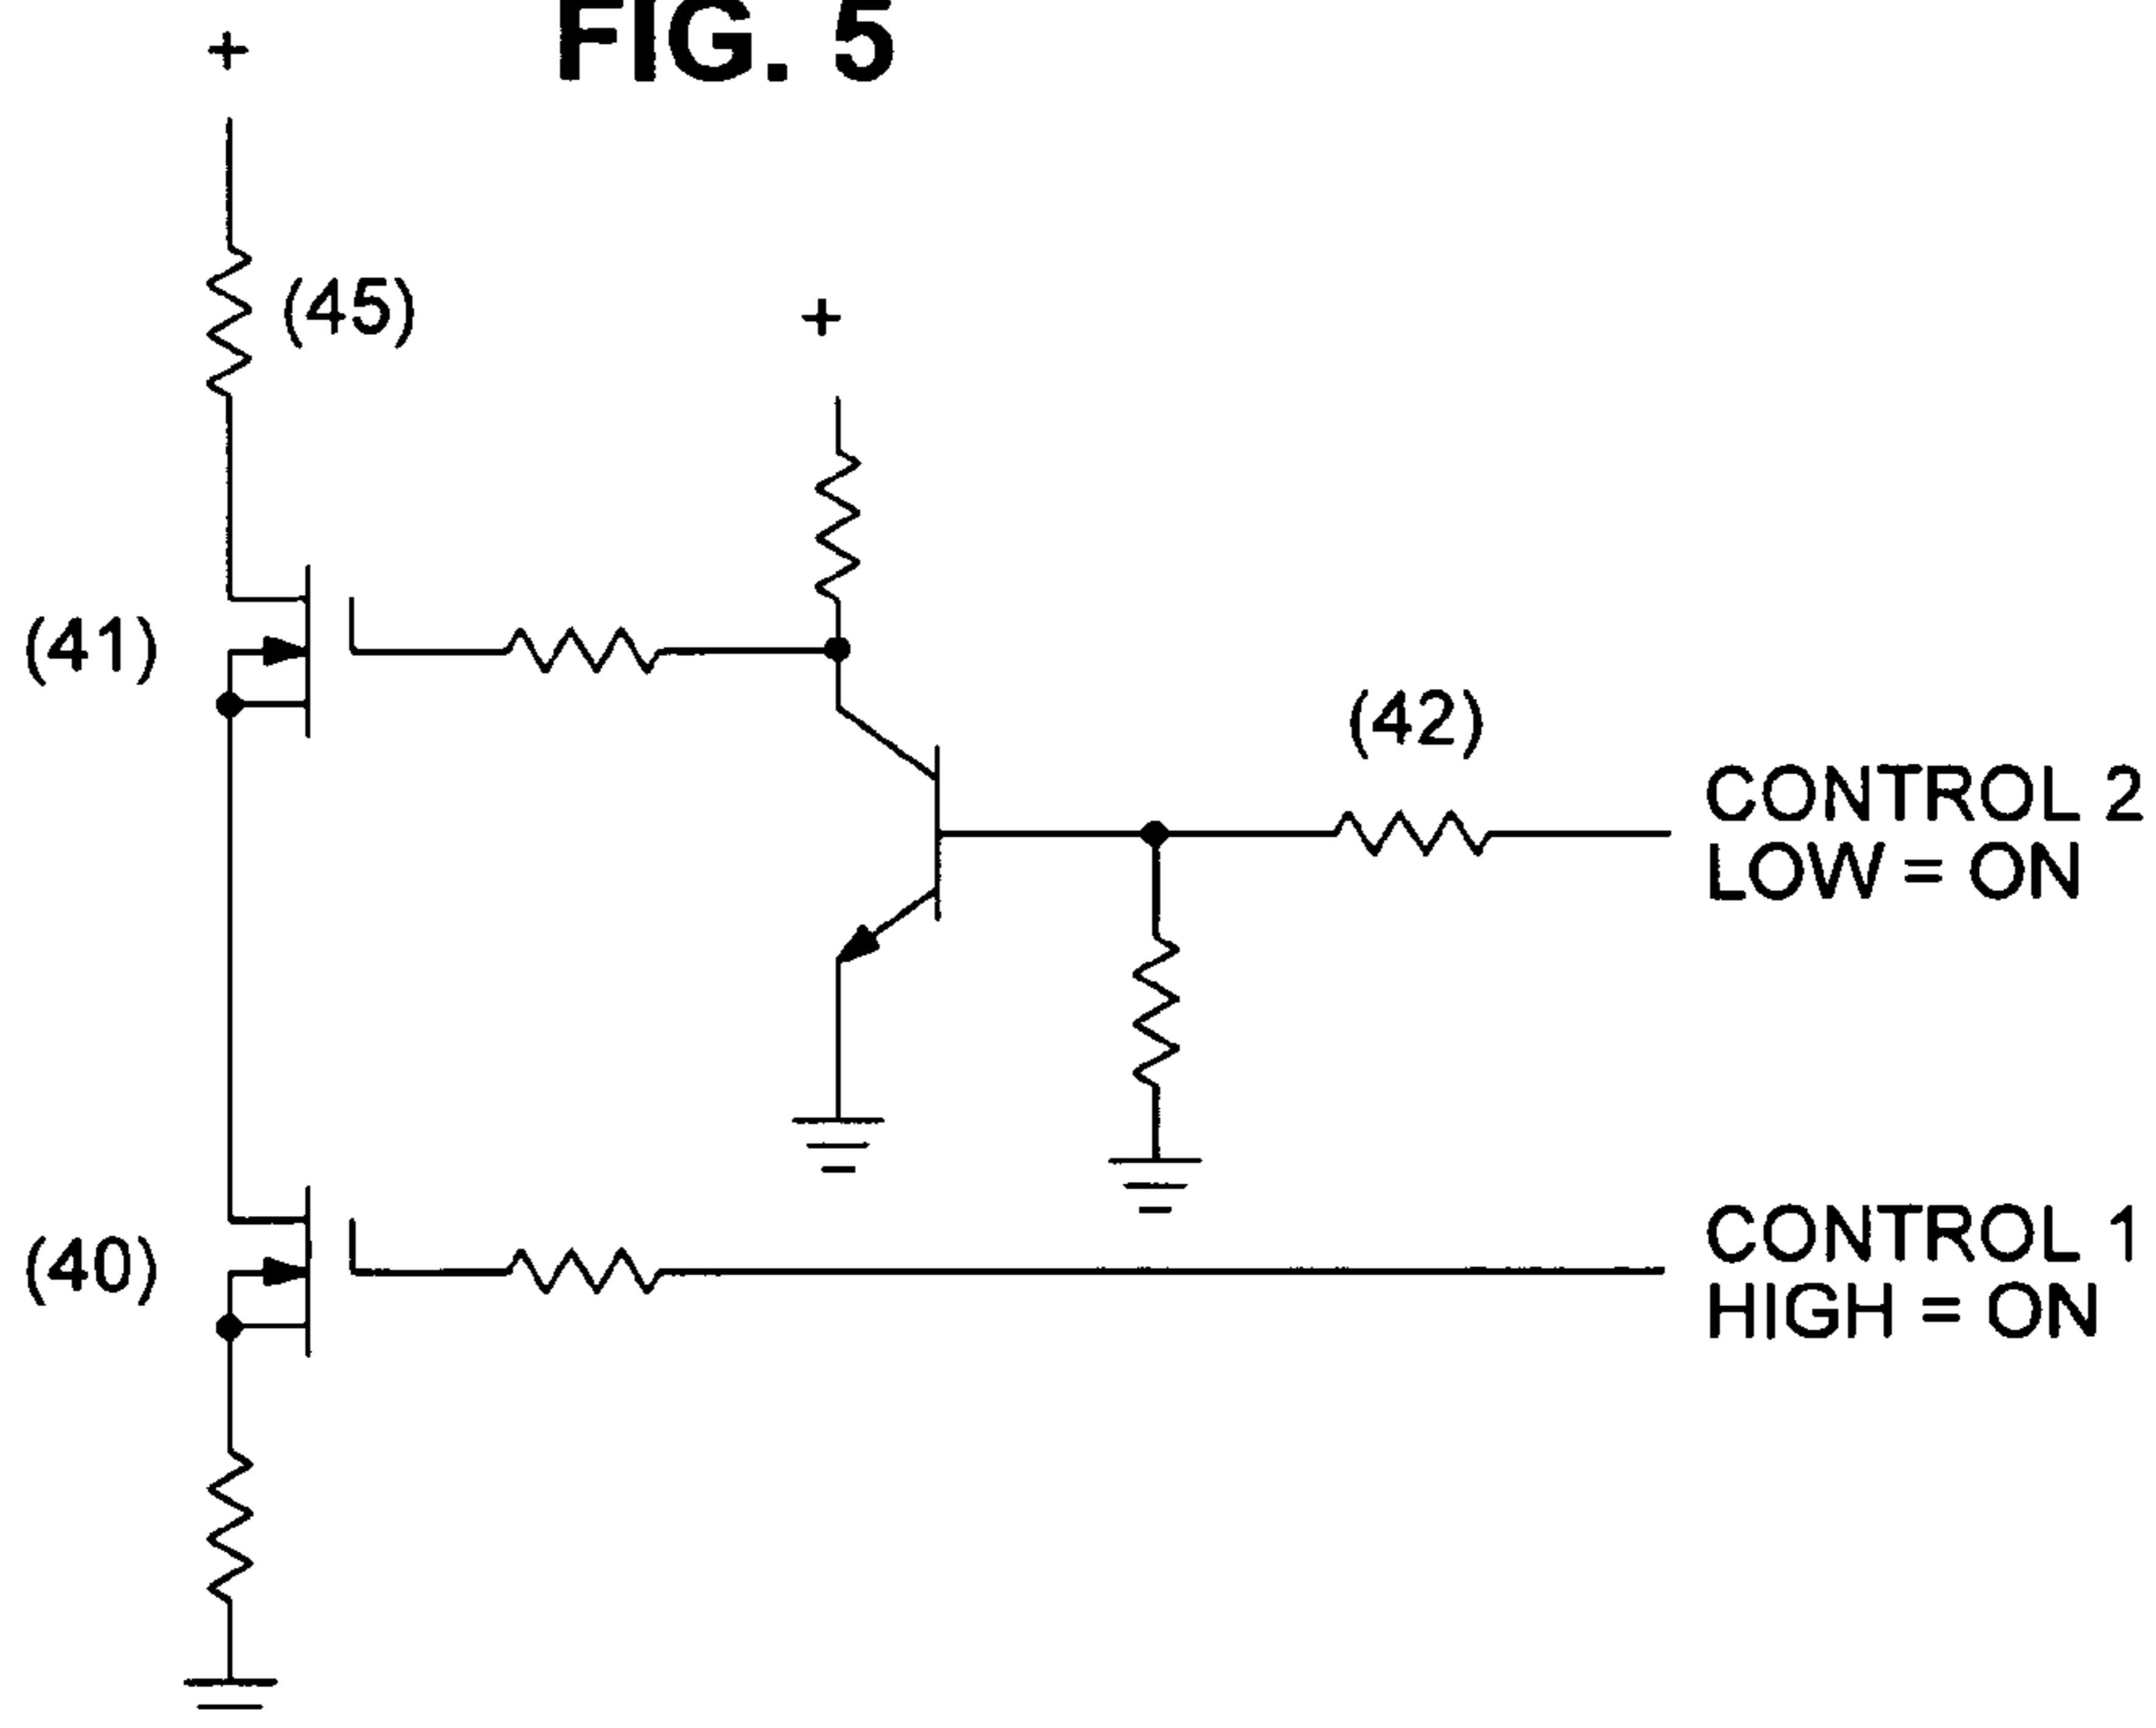 FIG. 5
+
(45)
+
(41)
(42)
CONTROL 2
LOW = ON
(40)
CONTROL 1
HIGH = ON